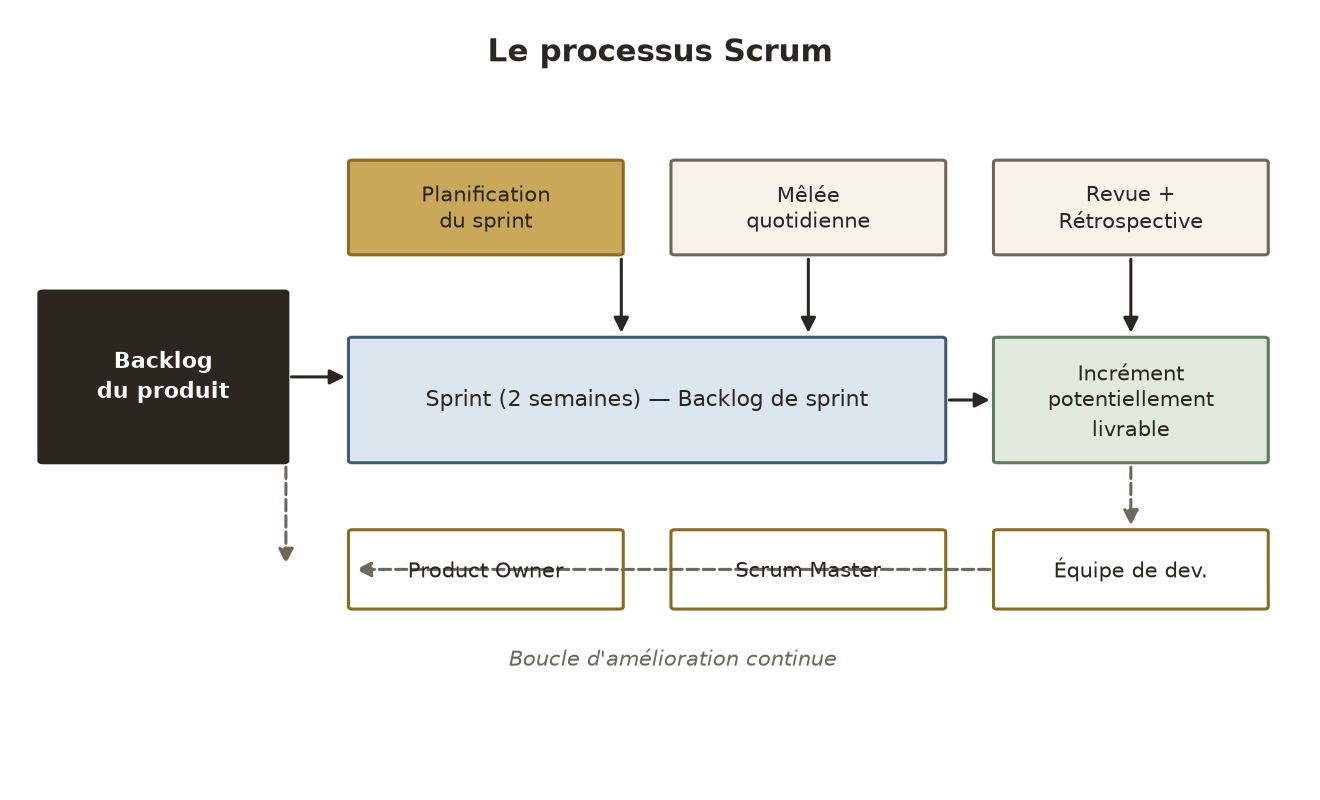 Le processus Scrum
Planification
du sprint
Mêlée
quotidienne
Revue +
Rétrospective
Backlog
du produit
Sprint (2 semaines) — Backlog de sprint
Incrément
potentiellement
livrable
Product Owner
Scrum Master
Équipe de dev.
Boucle d'amélioration continue